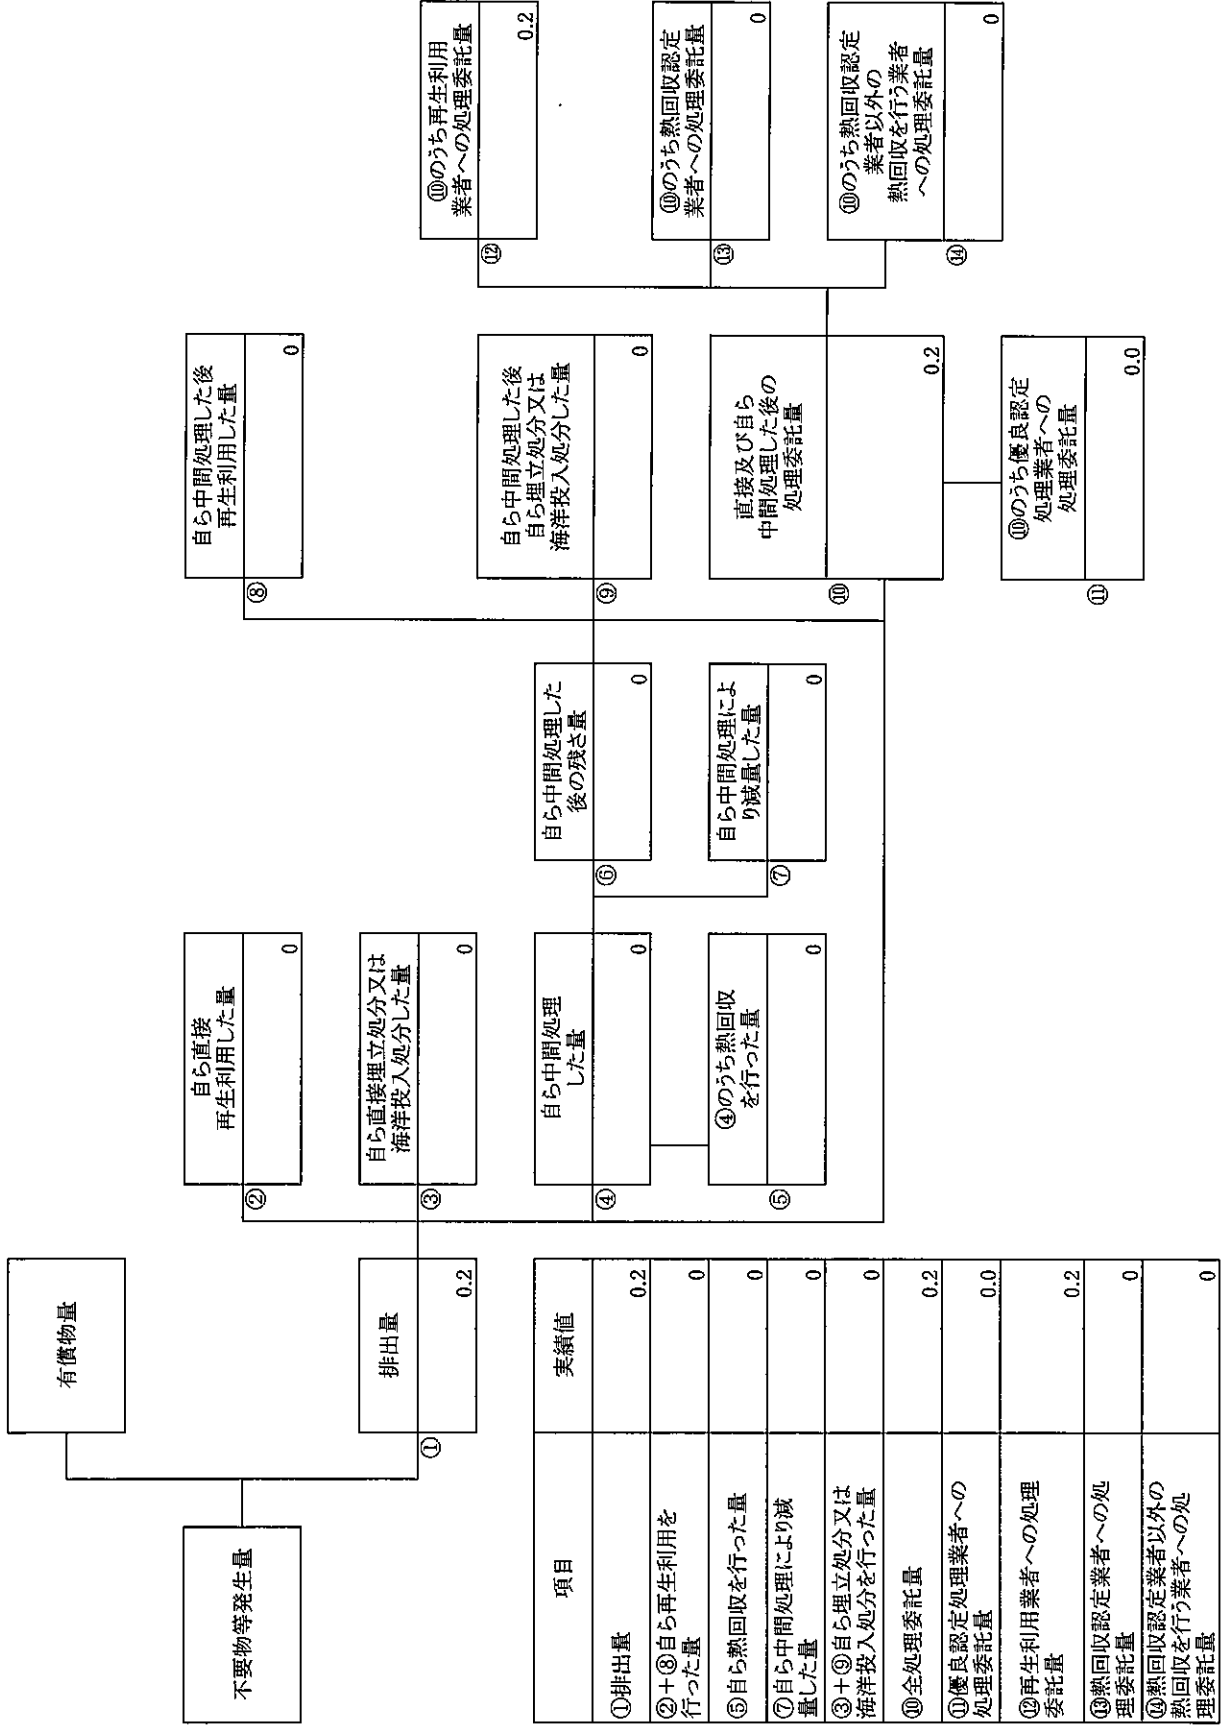 不要物等発生量
有償物量
排出量
①
0.2
自ら直接
再生利用した量
②
0
自ら直接埋立処分又は
海洋投入処分した量
③
0
自ら中間処理
した量
④
0
④のうち熱回収
を行った量
⑤
0
自ら中間処理した
後の残さ量
⑥
0
自ら中間処理によ
り減量した量
⑦
0
自ら中間処理した後
再生利用した量
⑧
0
自ら中間処理した後
自ら埋立処分又は
海洋投入処分した量
⑨
0
直接及び自ら
中間処理した後の
処理委託量
⑩
0.2
⑩のうち優良認定
処理業者への
処理委託量
⑪
0.0
⑩のうち再生利用
業者への処理委託量
⑫
0.2
⑩のうち熱回収認定
業者への処理委託量
⑬
0
⑩のうち熱回収認定
業者以外の
熱回収を行う業者
への処理委託量
⑭
0
項目 実績値
①排出量 0.2
②+⑧自ら再生利用を
行った量 0
⑤自ら熱回収を行った量 0
⑦自ら中間処理により減
量した量 0
③+⑨自ら埋立処分又は
海洋投入処分を行った量 0
⑩全処理委託量 0.2
⑪優良認定処理業者への
処理委託量 0.0
⑫再生利用業者への処理
委託量 0.2
⑬熱回収認定業者への処
理委託量 0
⑭熱回収認定業者以外の
熱回収を行う業者への処
理委託量 0